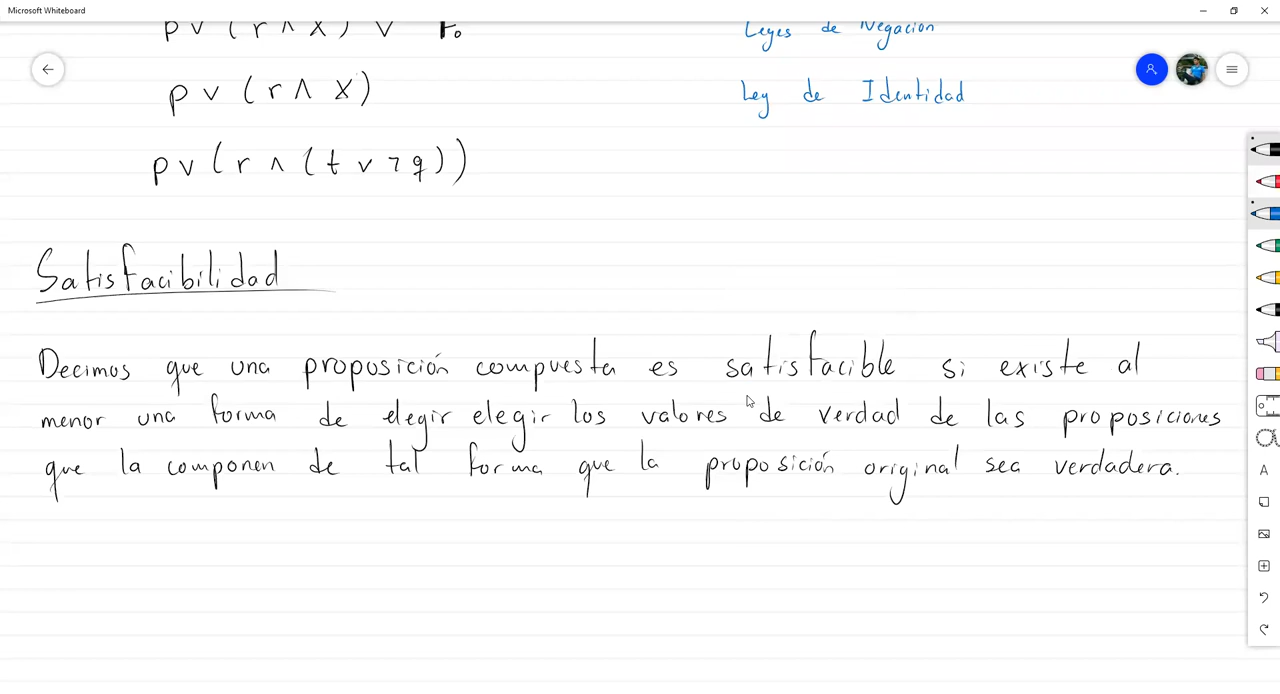 Microsoft Whiteboard
p ∨ (r ∧ X) ∨ F₀ Leyes de Negación
p ∨ (r ∧ X) Ley de Identidad
p ∨ (r ∧ (t ∨ ¬q))
Satisfacibilidad
Decimos que una proposición compuesta es satisfacible si existe al
menor una forma de elegir elegir los valores de verdad de las proposiciones
que la componen de tal forma que la proposición original sea verdadera.